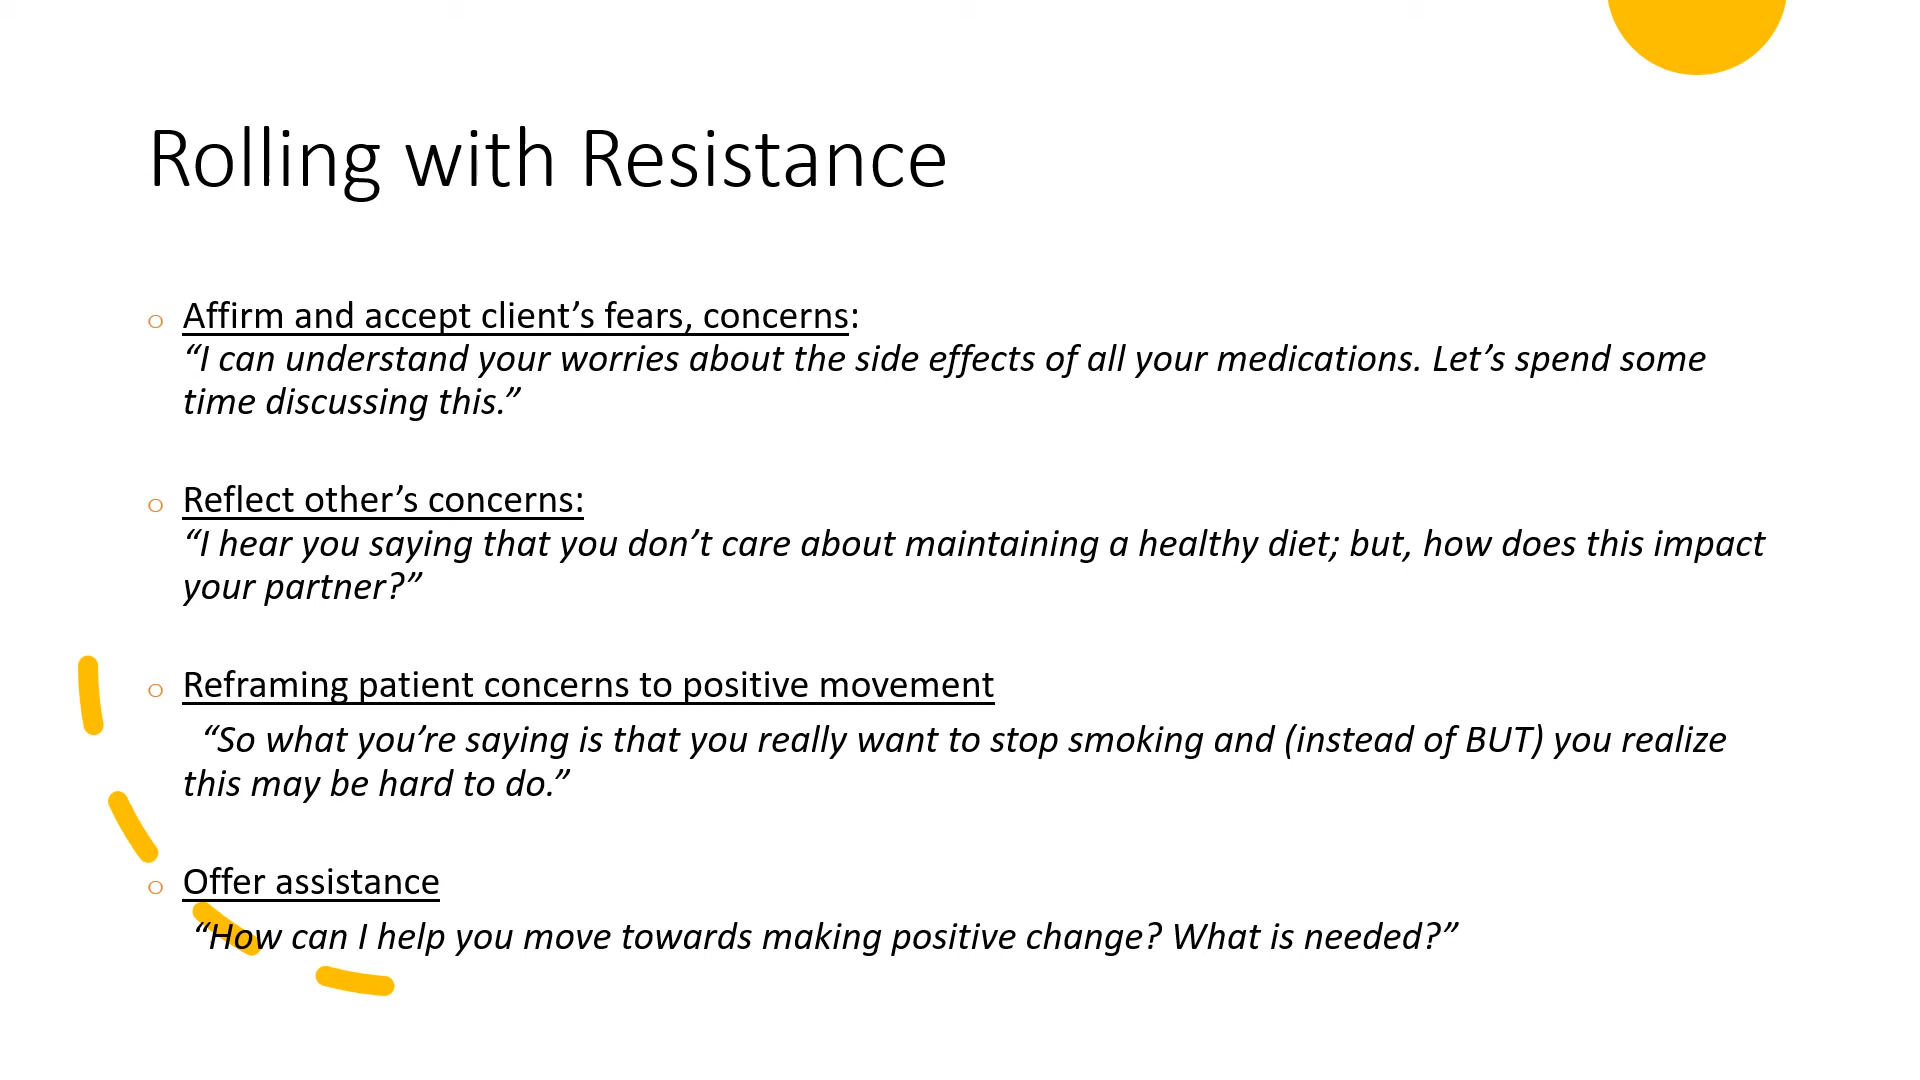 Rolling with Resistance
o Affirm and accept client’s fears, concerns:
“I can understand your worries about the side effects of all your medications. Let’s spend some
time discussing this.”
o Reflect other’s concerns:
“I hear you saying that you don’t care about maintaining a healthy diet; but, how does this impact
your partner?”
o Reframing patient concerns to positive movement
“So what you’re saying is that you really want to stop smoking and (instead of BUT) you realize
this may be hard to do.”
o Offer assistance
“How can I help you move towards making positive change? What is needed?”